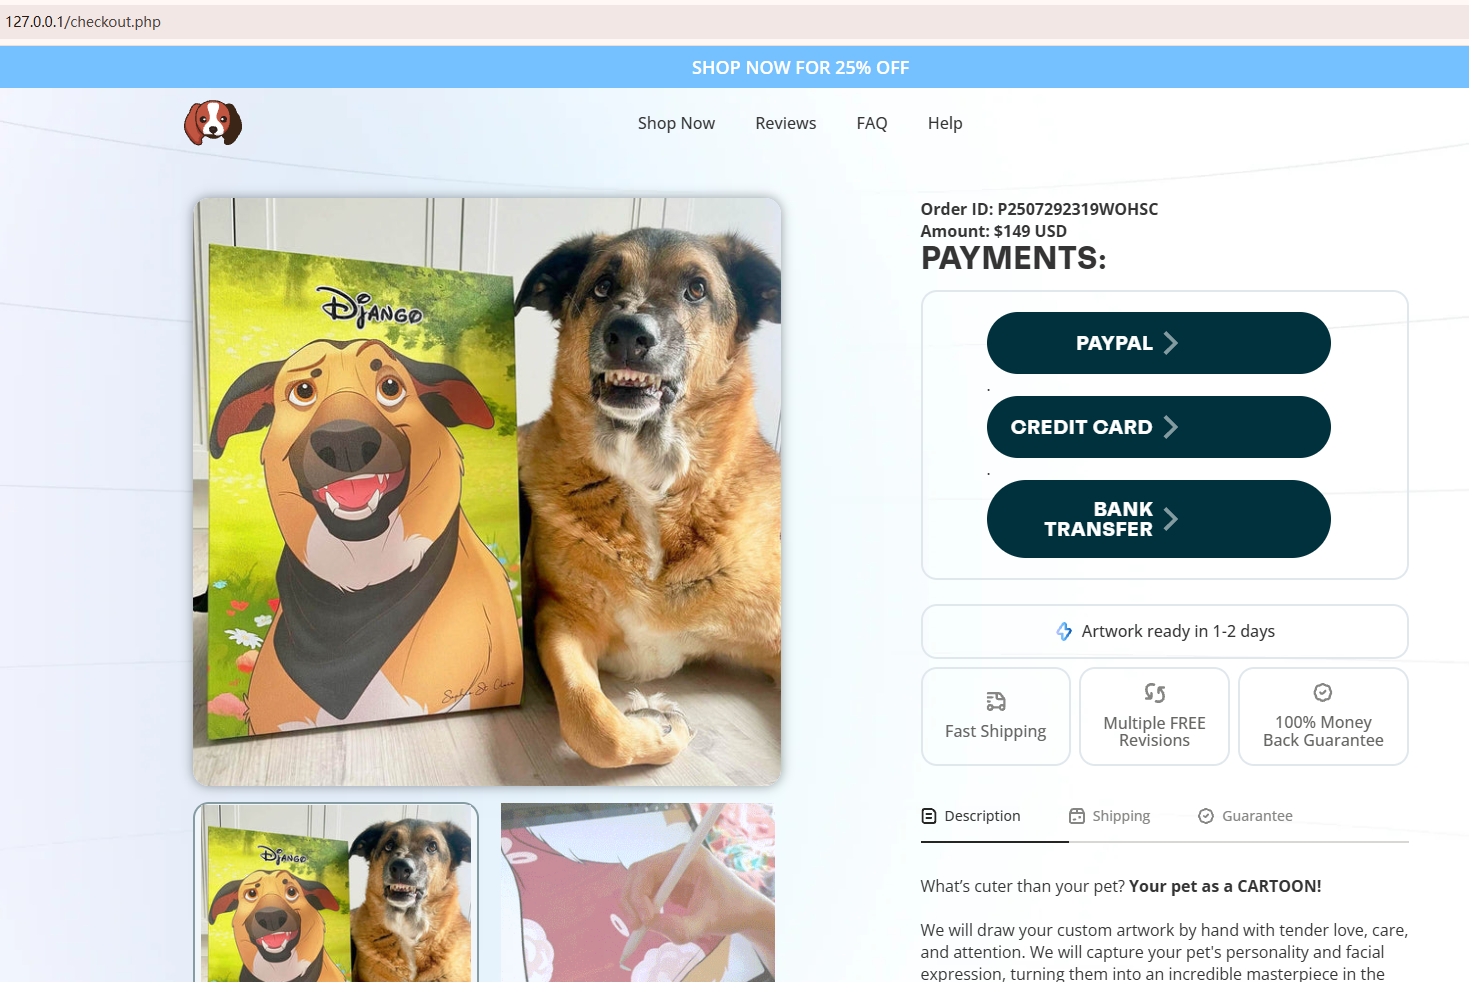 127.0.0.1/checkout.php
SHOP NOW FOR 25% OFF
Shop Now
Reviews
FAQ
Help
Django
Order ID: P2507292319WOHSC
Amount: $149 USD
PAYMENTS:
PAYPAL
.
CREDIT CARD
.
BANK
TRANSFER
Artwork ready in 1-2 days
Fast Shipping
Multiple FREE
Revisions
100% Money
Back Guarantee
Description
Shipping
Guarantee
Django
What’s cuter than your pet? Your pet as a CARTOON!
We will draw your custom artwork by hand with tender love, care,
and attention. We will capture your pet's personality and facial
expression, turning them into an incredible masterpiece in the